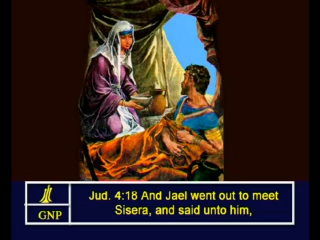 Jud. 4:18 And Jael went out to meet
Sisera, and said unto him,
GNP